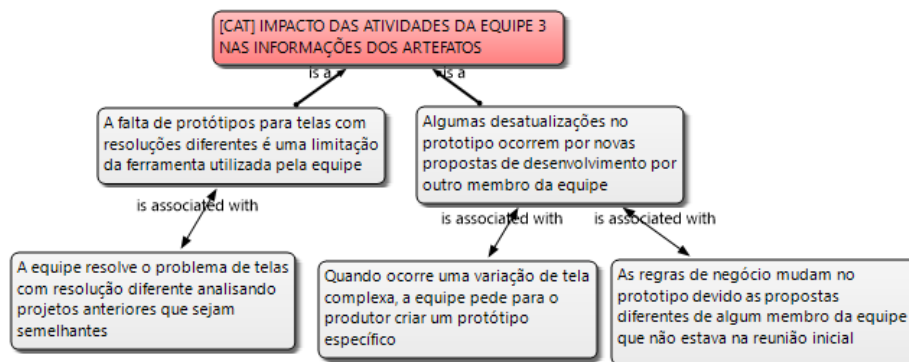 [CAT] IMPACTO DAS ATIVIDADES DA EQUIPE 3
NAS INFORMAÇÕES DOS ARTEFATOS
is a
is a
A falta de protótipos para telas com
resoluções diferentes é uma limitação
da ferramenta utilizada pela equipe
Algumas desatualizações no
prototipo ocorrem por novas
propostas de desenvolvimento por
outro membro da equipe
is associated with
is associated with
is associated with
A equipe resolve o problema de telas
com resolução diferente analisando
projetos anteriores que sejam
semelhantes
Quando ocorre uma variação de tela
complexa, a equipe pede para o
produtor criar um protótipo
específico
As regras de negócio mudam no
prototipo devido as propostas
diferentes de algum membro da equipe
que não estava na reunião inicial